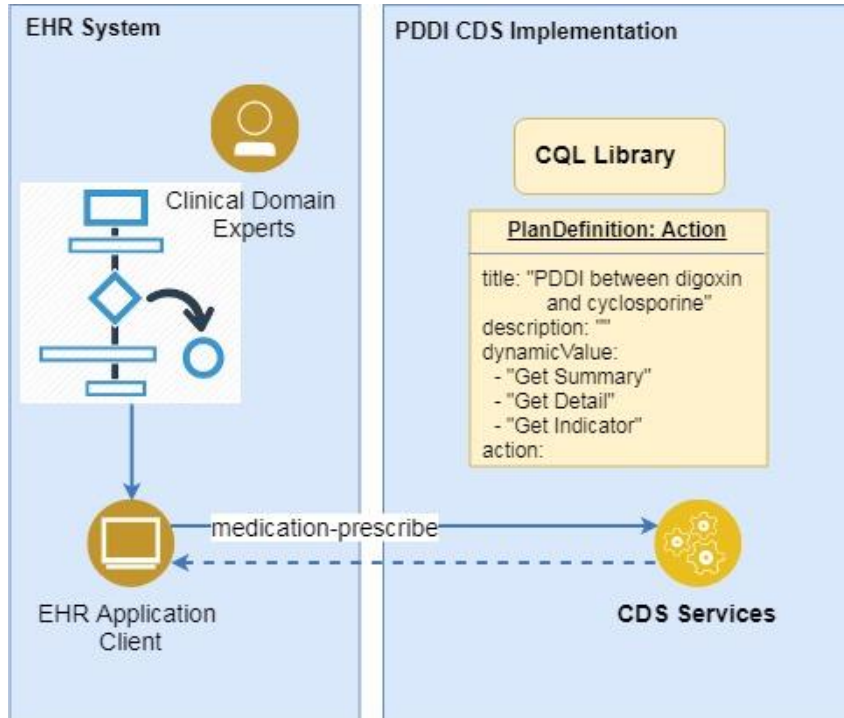 EHR System
Clinical Domain
Experts
EHR Application
Client
medication-prescribe
PDDI CDS Implementation
CQL Library
PlanDefinition: Action
title: "PDDI between digoxin
and cyclosporine"
description: ""
dynamicValue:
- "Get Summary"
- "Get Detail"
- "Get Indicator"
action:
CDS Services